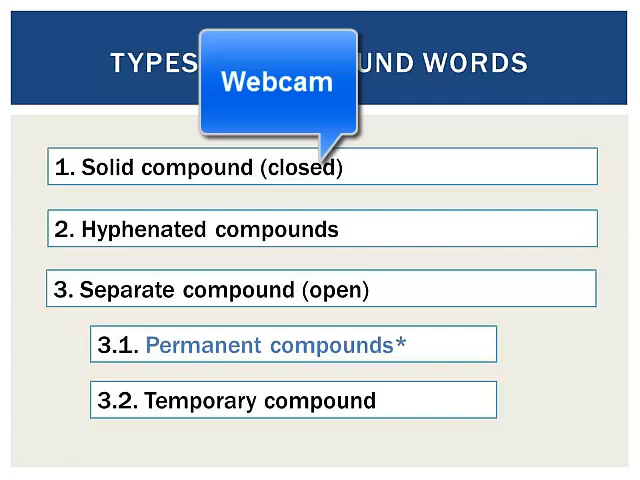 TYPES UND WORDS
Webcam
1. Solid compound (closed)
2. Hyphenated compounds
3. Separate compound (open)
3.1. Permanent compounds*
3.2. Temporary compound